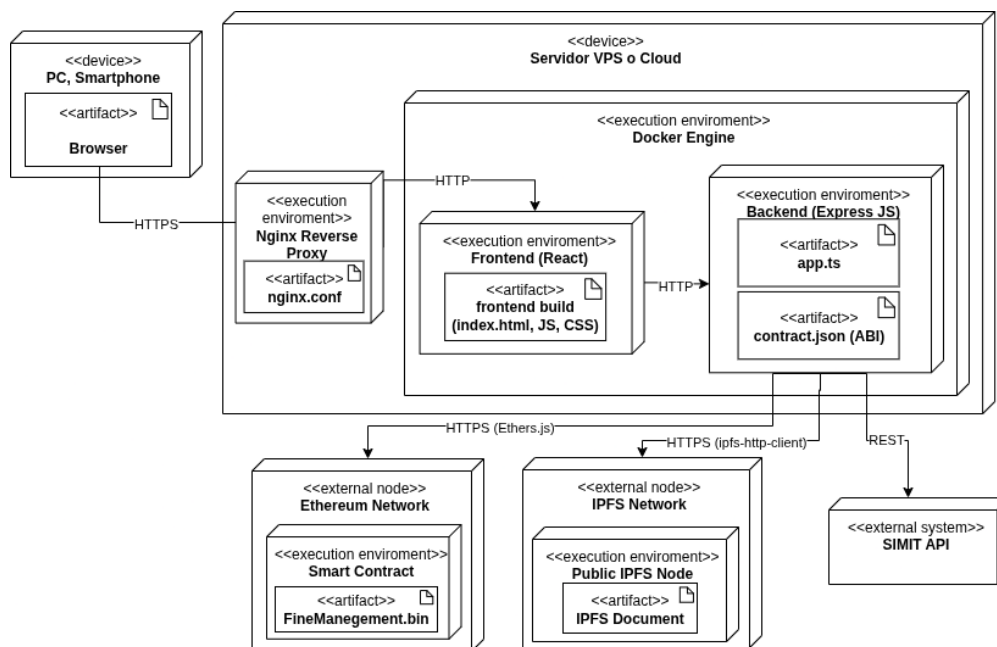 <<device>>
PC, Smartphone
<<artifact>>
Browser
HTTPS
<<device>>
Servidor VPS o Cloud
<<execution
enviroment>>
Nginx Reverse
Proxy
<<artifact>>
nginx.conf
HTTP
<<execution enviroment>>
Docker Engine
<<execution enviroment>>
Frontend (React)
<<artifact>>
frontend build
(index.html, JS, CSS)
HTTP
<<execution enviroment>>
Backend (Express JS)
<<artifact>>
app.ts
<<artifact>>
contract.json (ABI)
HTTPS (Ethers.js)
HTTPS (ipfs-http-client)
REST
<<external node>>
Ethereum Network
<<execution enviroment>>
Smart Contract
<<artifact>>
FineManegement.bin
<<external node>>
IPFS Network
<<execution enviroment>>
Public IPFS Node
<<artifact>>
IPFS Document
<<external system>>
SIMIT API